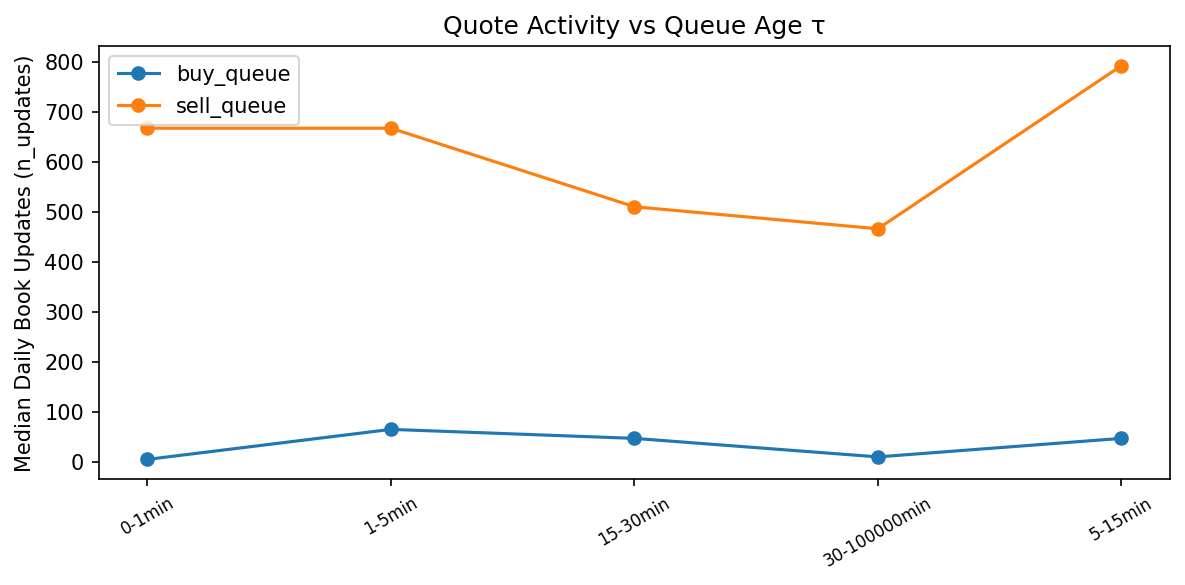 Quote Activity vs Queue Age τ
buy_queue
sell_queue
Median Daily Book Updates (n_updates)
800
700
600
500
400
300
200
100
0
0-1min
1-5min
15-30min
30-100000min
5-15min